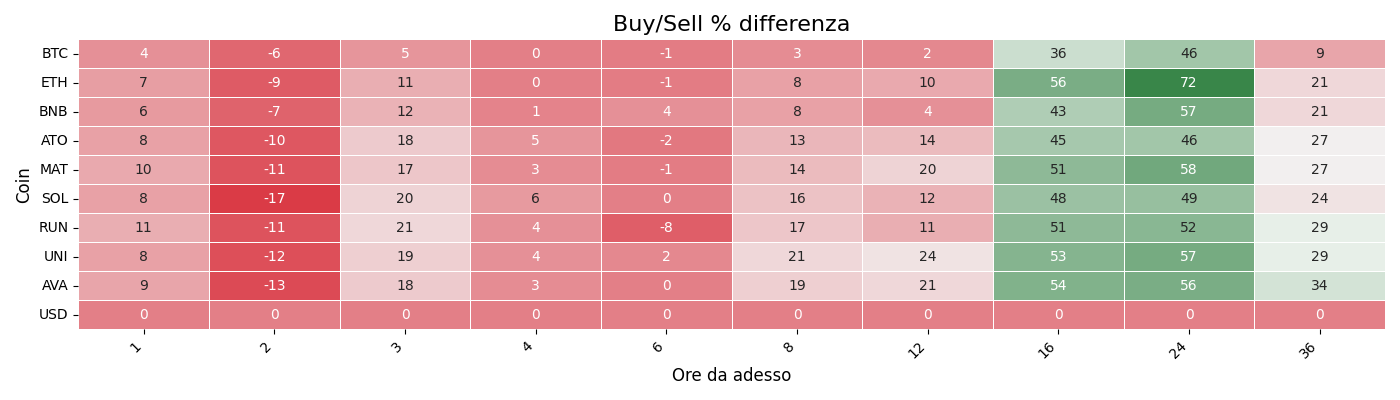 Buy/Sell % differenza
Coin
BTC 4 -6 5 0 -1 3 2 36 46 9
ETH 7 -9 11 0 -1 8 10 56 72 21
BNB 6 -7 12 1 4 8 4 43 57 21
ATO 8 -10 18 5 -2 13 14 45 46 27
MAT 10 -11 17 3 -1 14 20 51 58 27
SOL 8 -17 20 6 0 16 12 48 49 24
RUN 11 -11 21 4 -8 17 11 51 52 29
UNI 8 -12 19 4 2 21 24 53 57 29
AVA 9 -13 18 3 0 19 21 54 56 34
USD 0 0 0 0 0 0 0 0 0 0
1 2 3 4 6 8 12 16 24 36
Ore da adesso